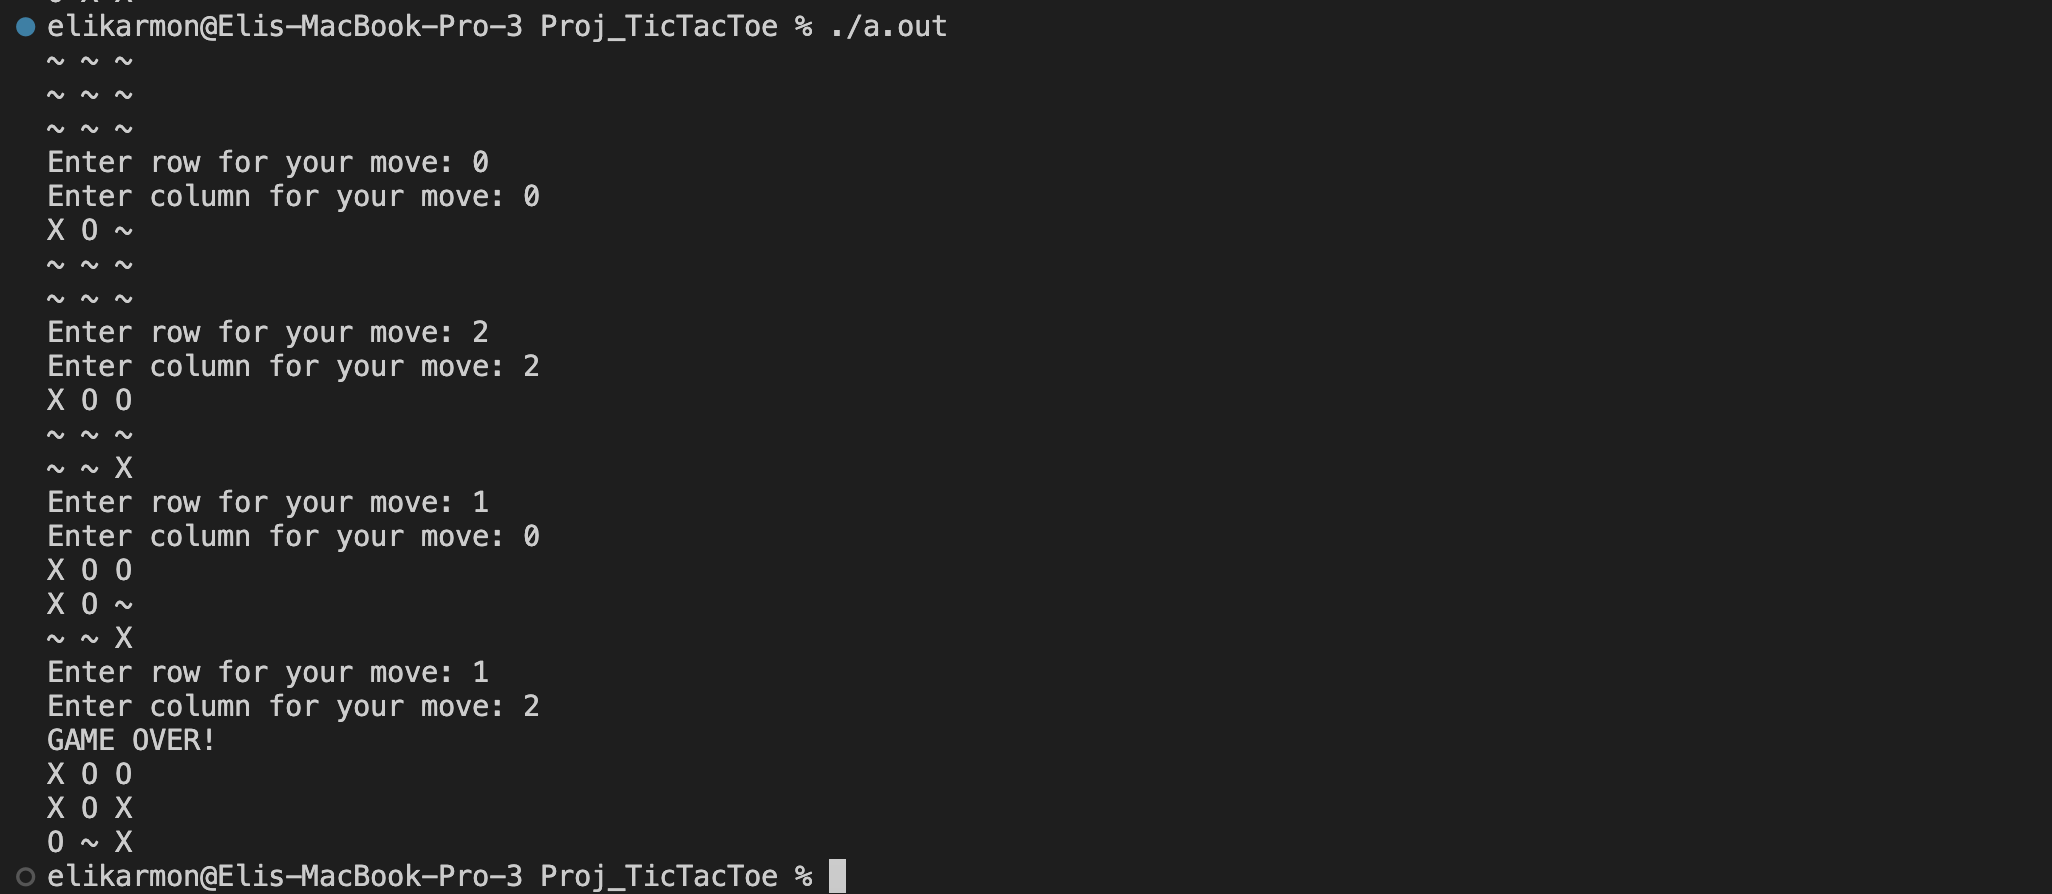 elikarmon@Elis-MacBook-Pro-3 Proj_TicTacToe % ./a.out
~ ~ ~
~ ~ ~
~ ~ ~
Enter row for your move: 0
Enter column for your move: 0
X O ~
~ ~ ~
~ ~ ~
Enter row for your move: 2
Enter column for your move: 2
X O O
~ ~ ~
~ ~ X
Enter row for your move: 1
Enter column for your move: 0
X O O
X O ~
~ ~ X
Enter row for your move: 1
Enter column for your move: 2
GAME OVER!
X O O
X O X
O ~ X
elikarmon@Elis-MacBook-Pro-3 Proj_TicTacToe %